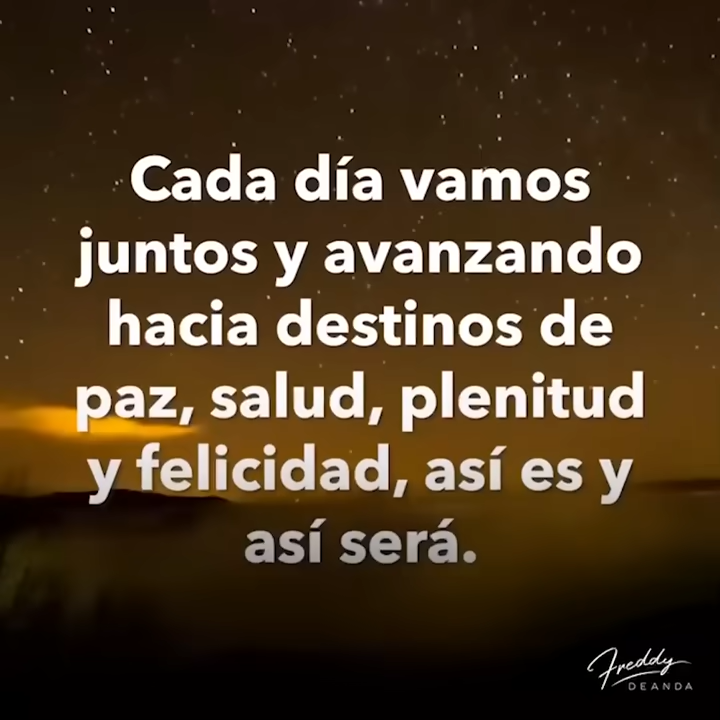 Cada día vamos
juntos y avanzando
hacia destinos de
paz, salud, plenitud
y felicidad, así es y
así será.
Freddy
DEANDA